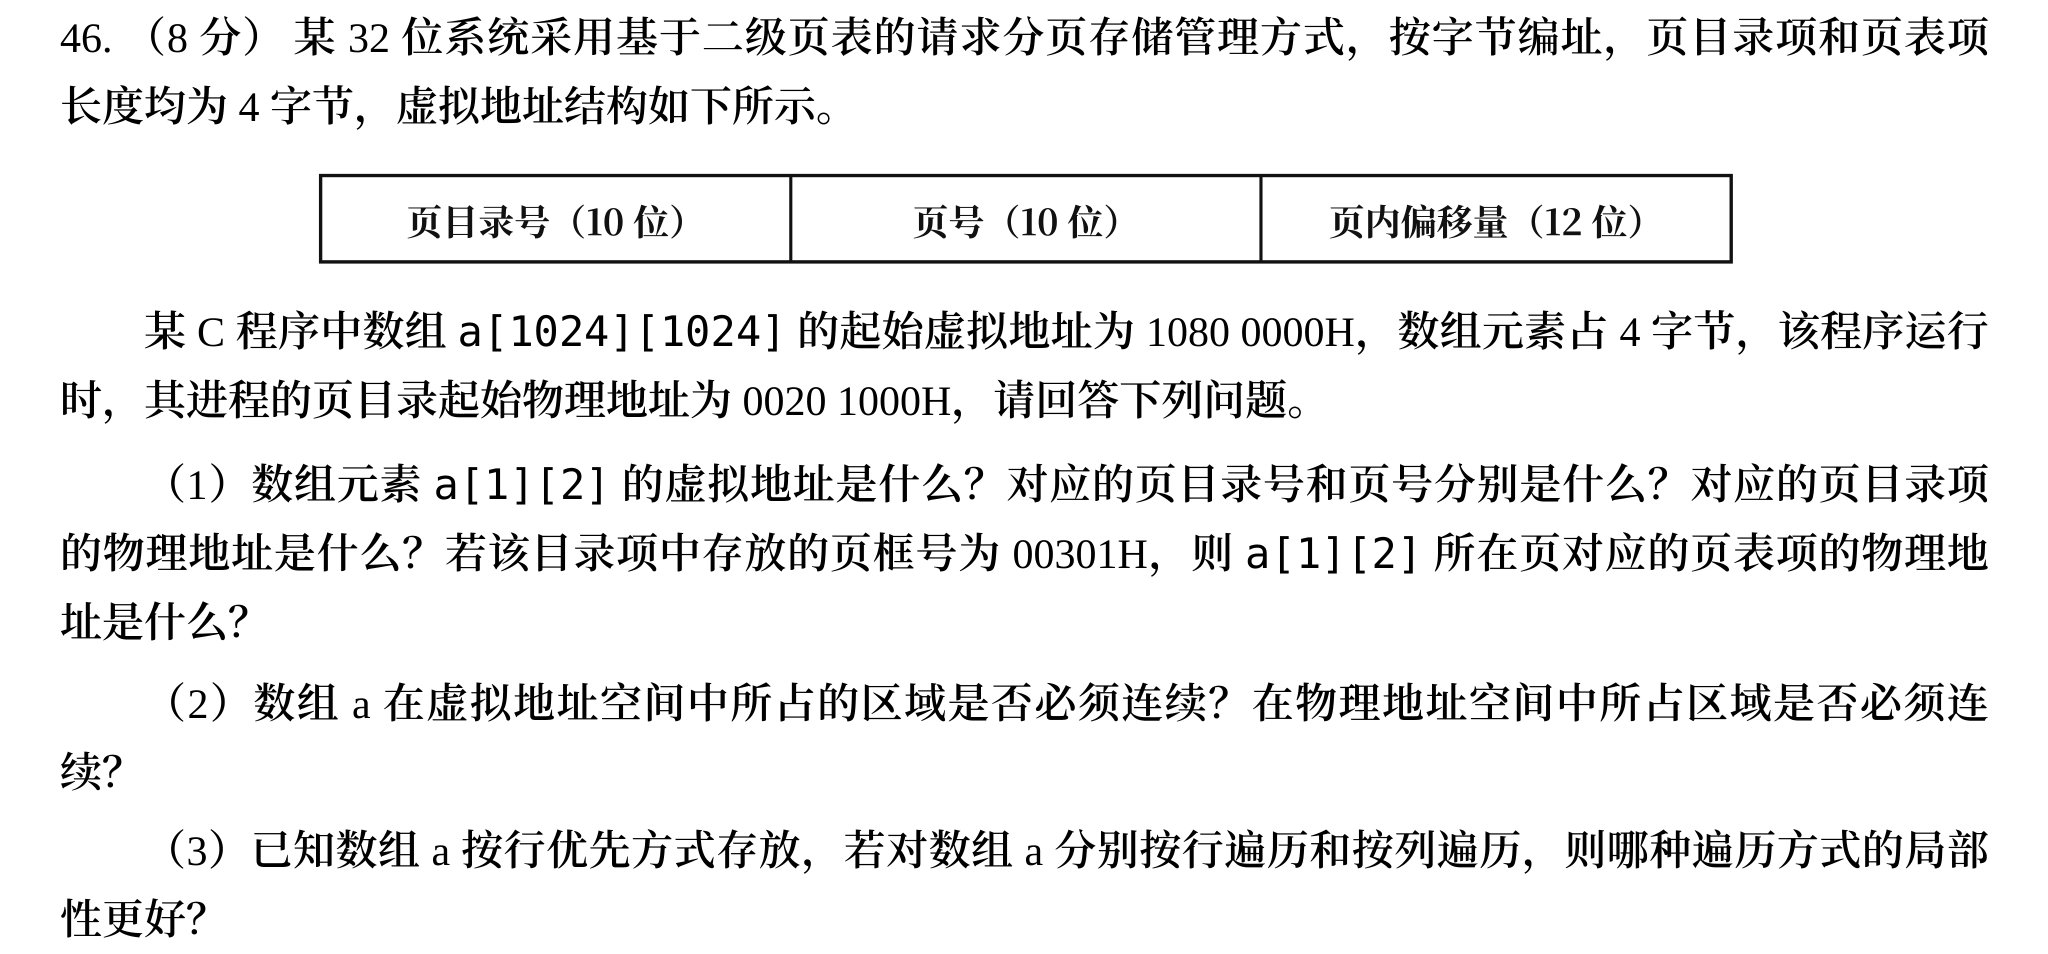 46.（8 分） 某 32 位系统采用基于二级页表的请求分页存储管理方式，按字节编址，页目录项和页表项
长度均为 4 字节，虚拟地址结构如下所示。
页目录号（10 位） 页号（10 位） 页内偏移量（12 位）
某 C 程序中数组 a[1024][1024] 的起始虚拟地址为 1080 0000H，数组元素占 4 字节，该程序运行
时，其进程的页目录起始物理地址为 0020 1000H，请回答下列问题。
（1）数组元素 a[1][2] 的虚拟地址是什么？对应的页目录号和页号分别是什么？对应的页目录项
的物理地址是什么？若该目录项中存放的页框号为 00301H，则 a[1][2] 所在页对应的页表项的物理地
址是什么？
（2）数组 a 在虚拟地址空间中所占的区域是否必须连续？在物理地址空间中所占区域是否必须连
续？
（3）已知数组 a 按行优先方式存放，若对数组 a 分别按行遍历和按列遍历，则哪种遍历方式的局部
性更好？